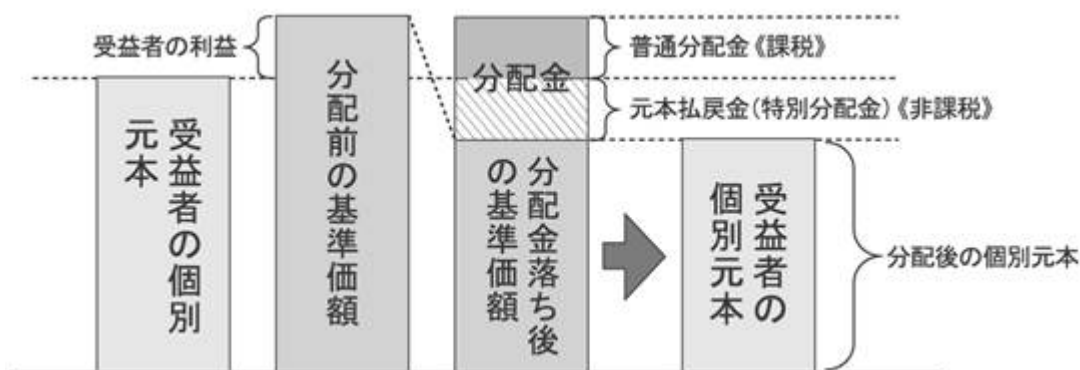 受益者の利益
受益者の個別
元本
分配前の基準価額
分配金
分配金落ち後
の基準価額
普通分配金《課税》
元本払戻金(特別分配金)《非課税》
受益者の
個別元本
分配後の個別元本